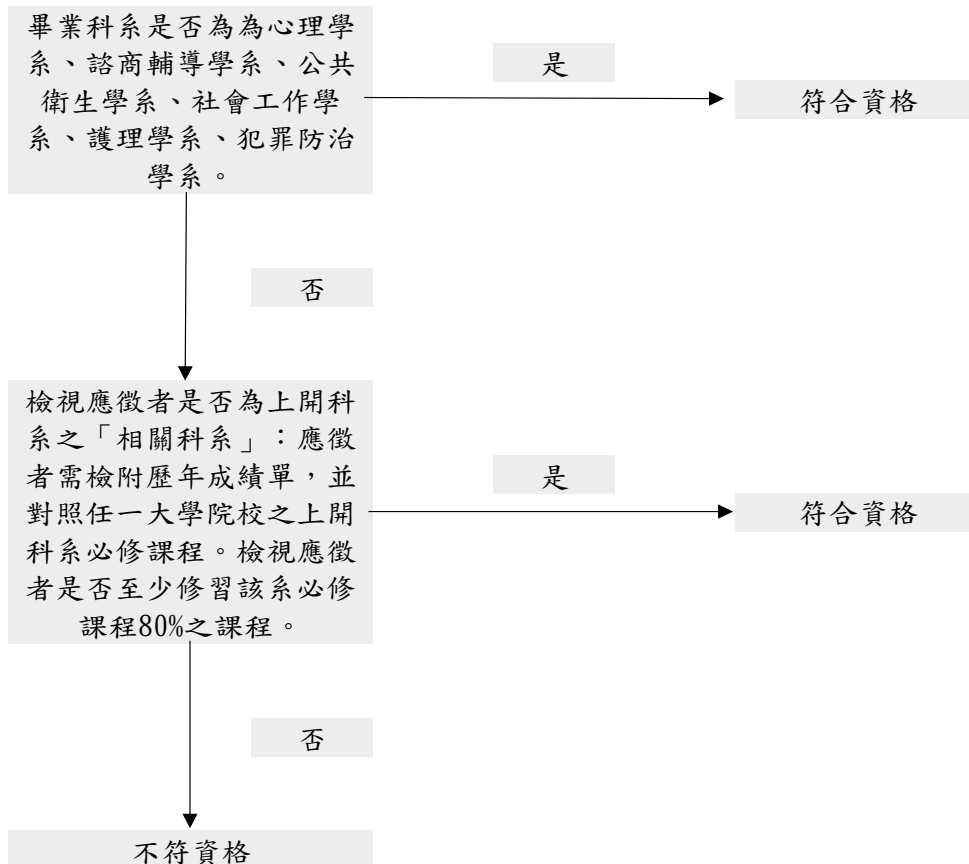 畢業科系是否為為心理學
系、諮商輔導學系、公共
衛生學系、社會工作學
系、護理學系、犯罪防治
學系。
是
符合資格
否
檢視應徵者是否為上開科
系之「相關科系」：應徵
者需檢附歷年成績單，並
對照任一大學院校之上開
科系必修課程。檢視應徵
者是否至少修習該系必修
課程80%之課程。
是
符合資格
否
不符資格